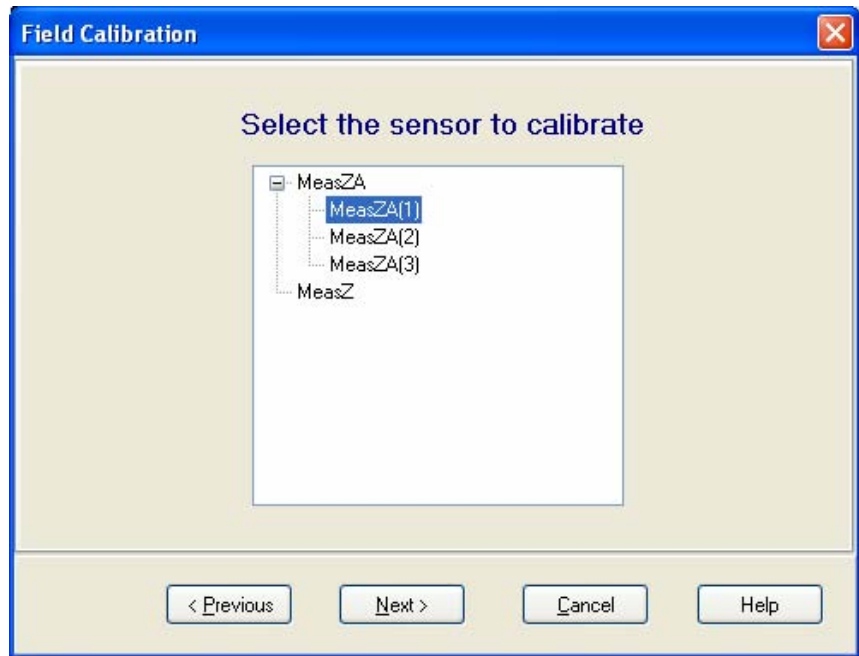 Field Calibration
Select the sensor to calibrate
MeasZA
MeasZA(1)
MeasZA(2)
MeasZA(3)
MeasZ
< Previous Next > Cancel Help